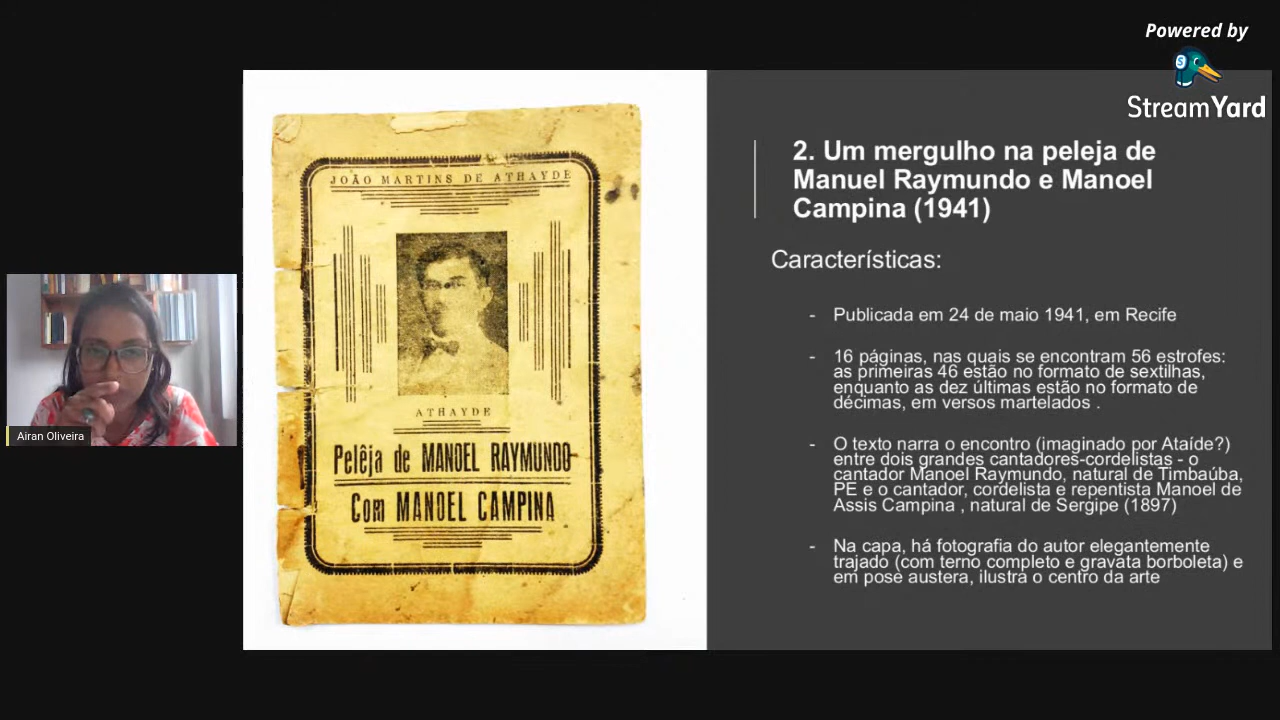 Powered by
StreamYard
JOÃO MARTINS DE ATHAYDE
ATHAYDE
Pelêja de MANOEL RAYMUNDO
Com MANOEL CAMPINA
2. Um mergulho na peleja de
Manuel Raymundo e Manoel
Campina (1941)
Características:
- Publicada em 24 de maio 1941, em Recife
- 16 páginas, nas quais se encontram 56 estrofes:
as primeiras 46 estão no formato de sextilhas,
enquanto as dez últimas estão no formato de
décimas, em versos martelados .
- O texto narra o encontro (imaginado por Ataíde?)
entre dois grandes cantadores-cordelistas - o
cantador Manoel Raymundo, natural de Timbaúba,
PE e o cantador, cordelista e repentista Manoel de
Assis Campina , natural de Sergipe (1897)
- Na capa, há fotografia do autor elegantemente
trajado (com terno completo e gravata borboleta) e
em pose austera, ilustra o centro da arte
Airan Oliveira